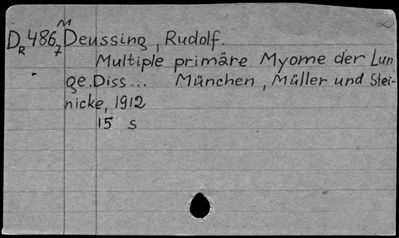 M
DR 486,7 Deussing, Rudolf.
Multiple primäre Myome der Lun-
ge. Diss... München, Müller und Stei-
nicke, 1912
15 s